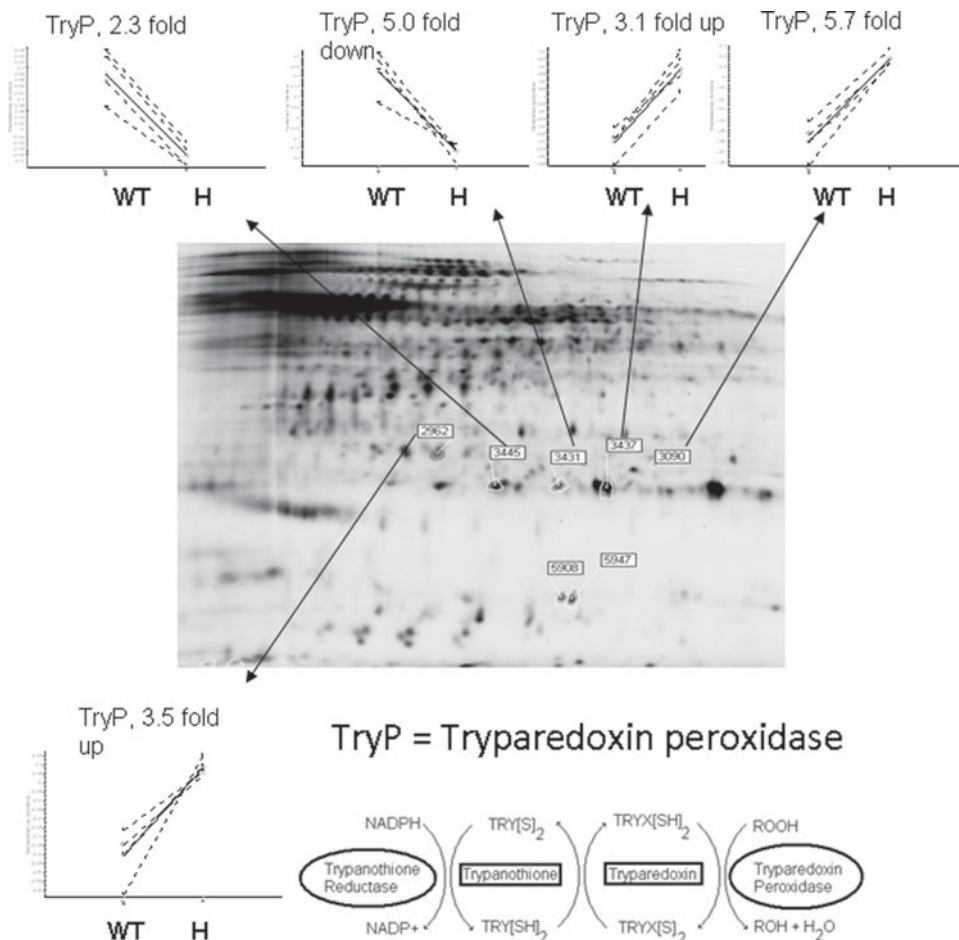 TryP, 2.3 fold
TryP, 5.0 fold
down
TryP, 3.1 fold up
TryP, 5.7 fold
WT H
WT H
WT H
WT H
2962
3445
3431
3437
3090
5908
5947
TryP, 3.5 fold
up
WT H
TryP = Tryparedoxin peroxidase
NADPH
TRY[S]2
TRYX[SH]2
ROOH
Trypanothione
Reductase
Trypanothione
Tryparedoxin
Tryparedoxin
Peroxidase
NADP+
TRY[SH]2
TRYX[S]2
ROH + H2O